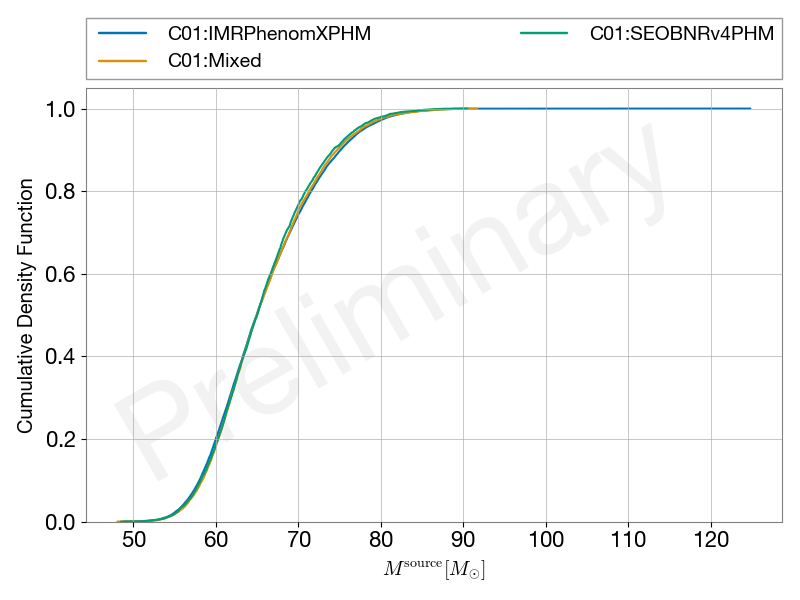 C01:IMRPhenomXPHM
C01:SEOBNRv4PHM
C01:Mixed
Cumulative Density Function
1.0
0.8
0.6
0.4
0.2
0.0
Preliminary
50 60 70 80 90 100 110 120
M^source [M_☉]